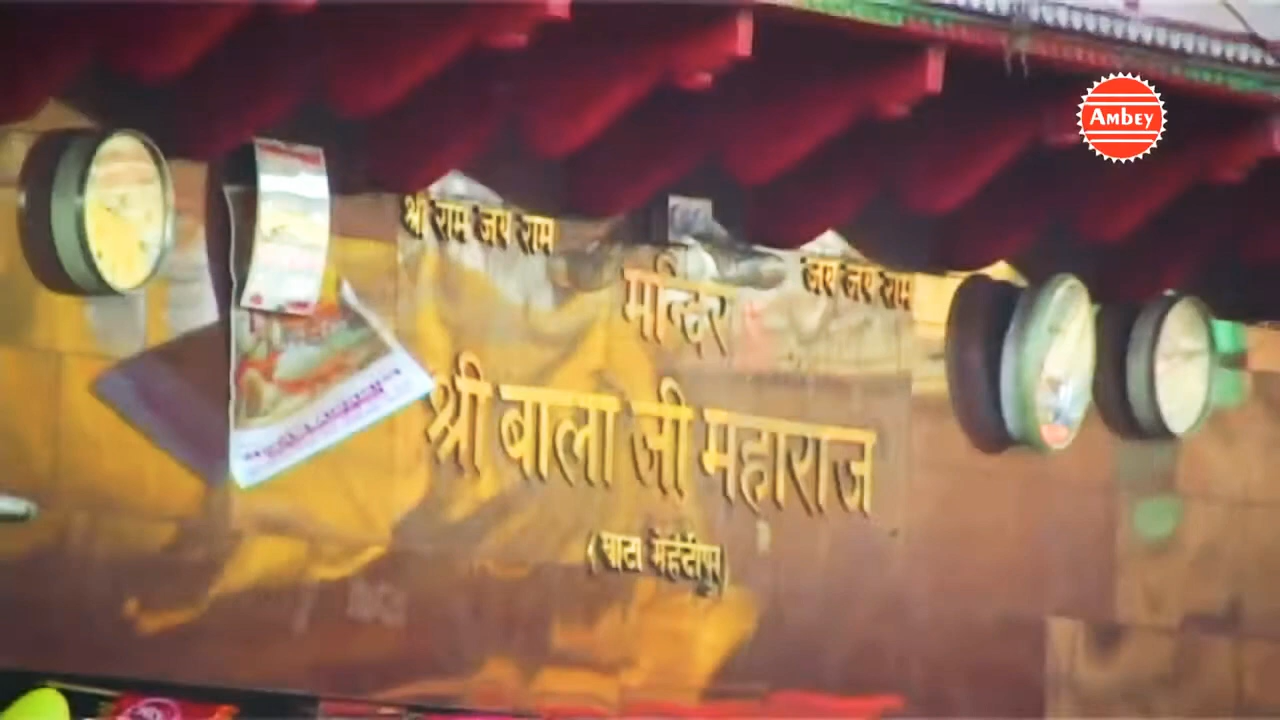 AMBEY
श्री राम जय राम
जय जय राम
मन्दिर
श्री बाला जी महाराज
(घाटा मेहंदीपुर)